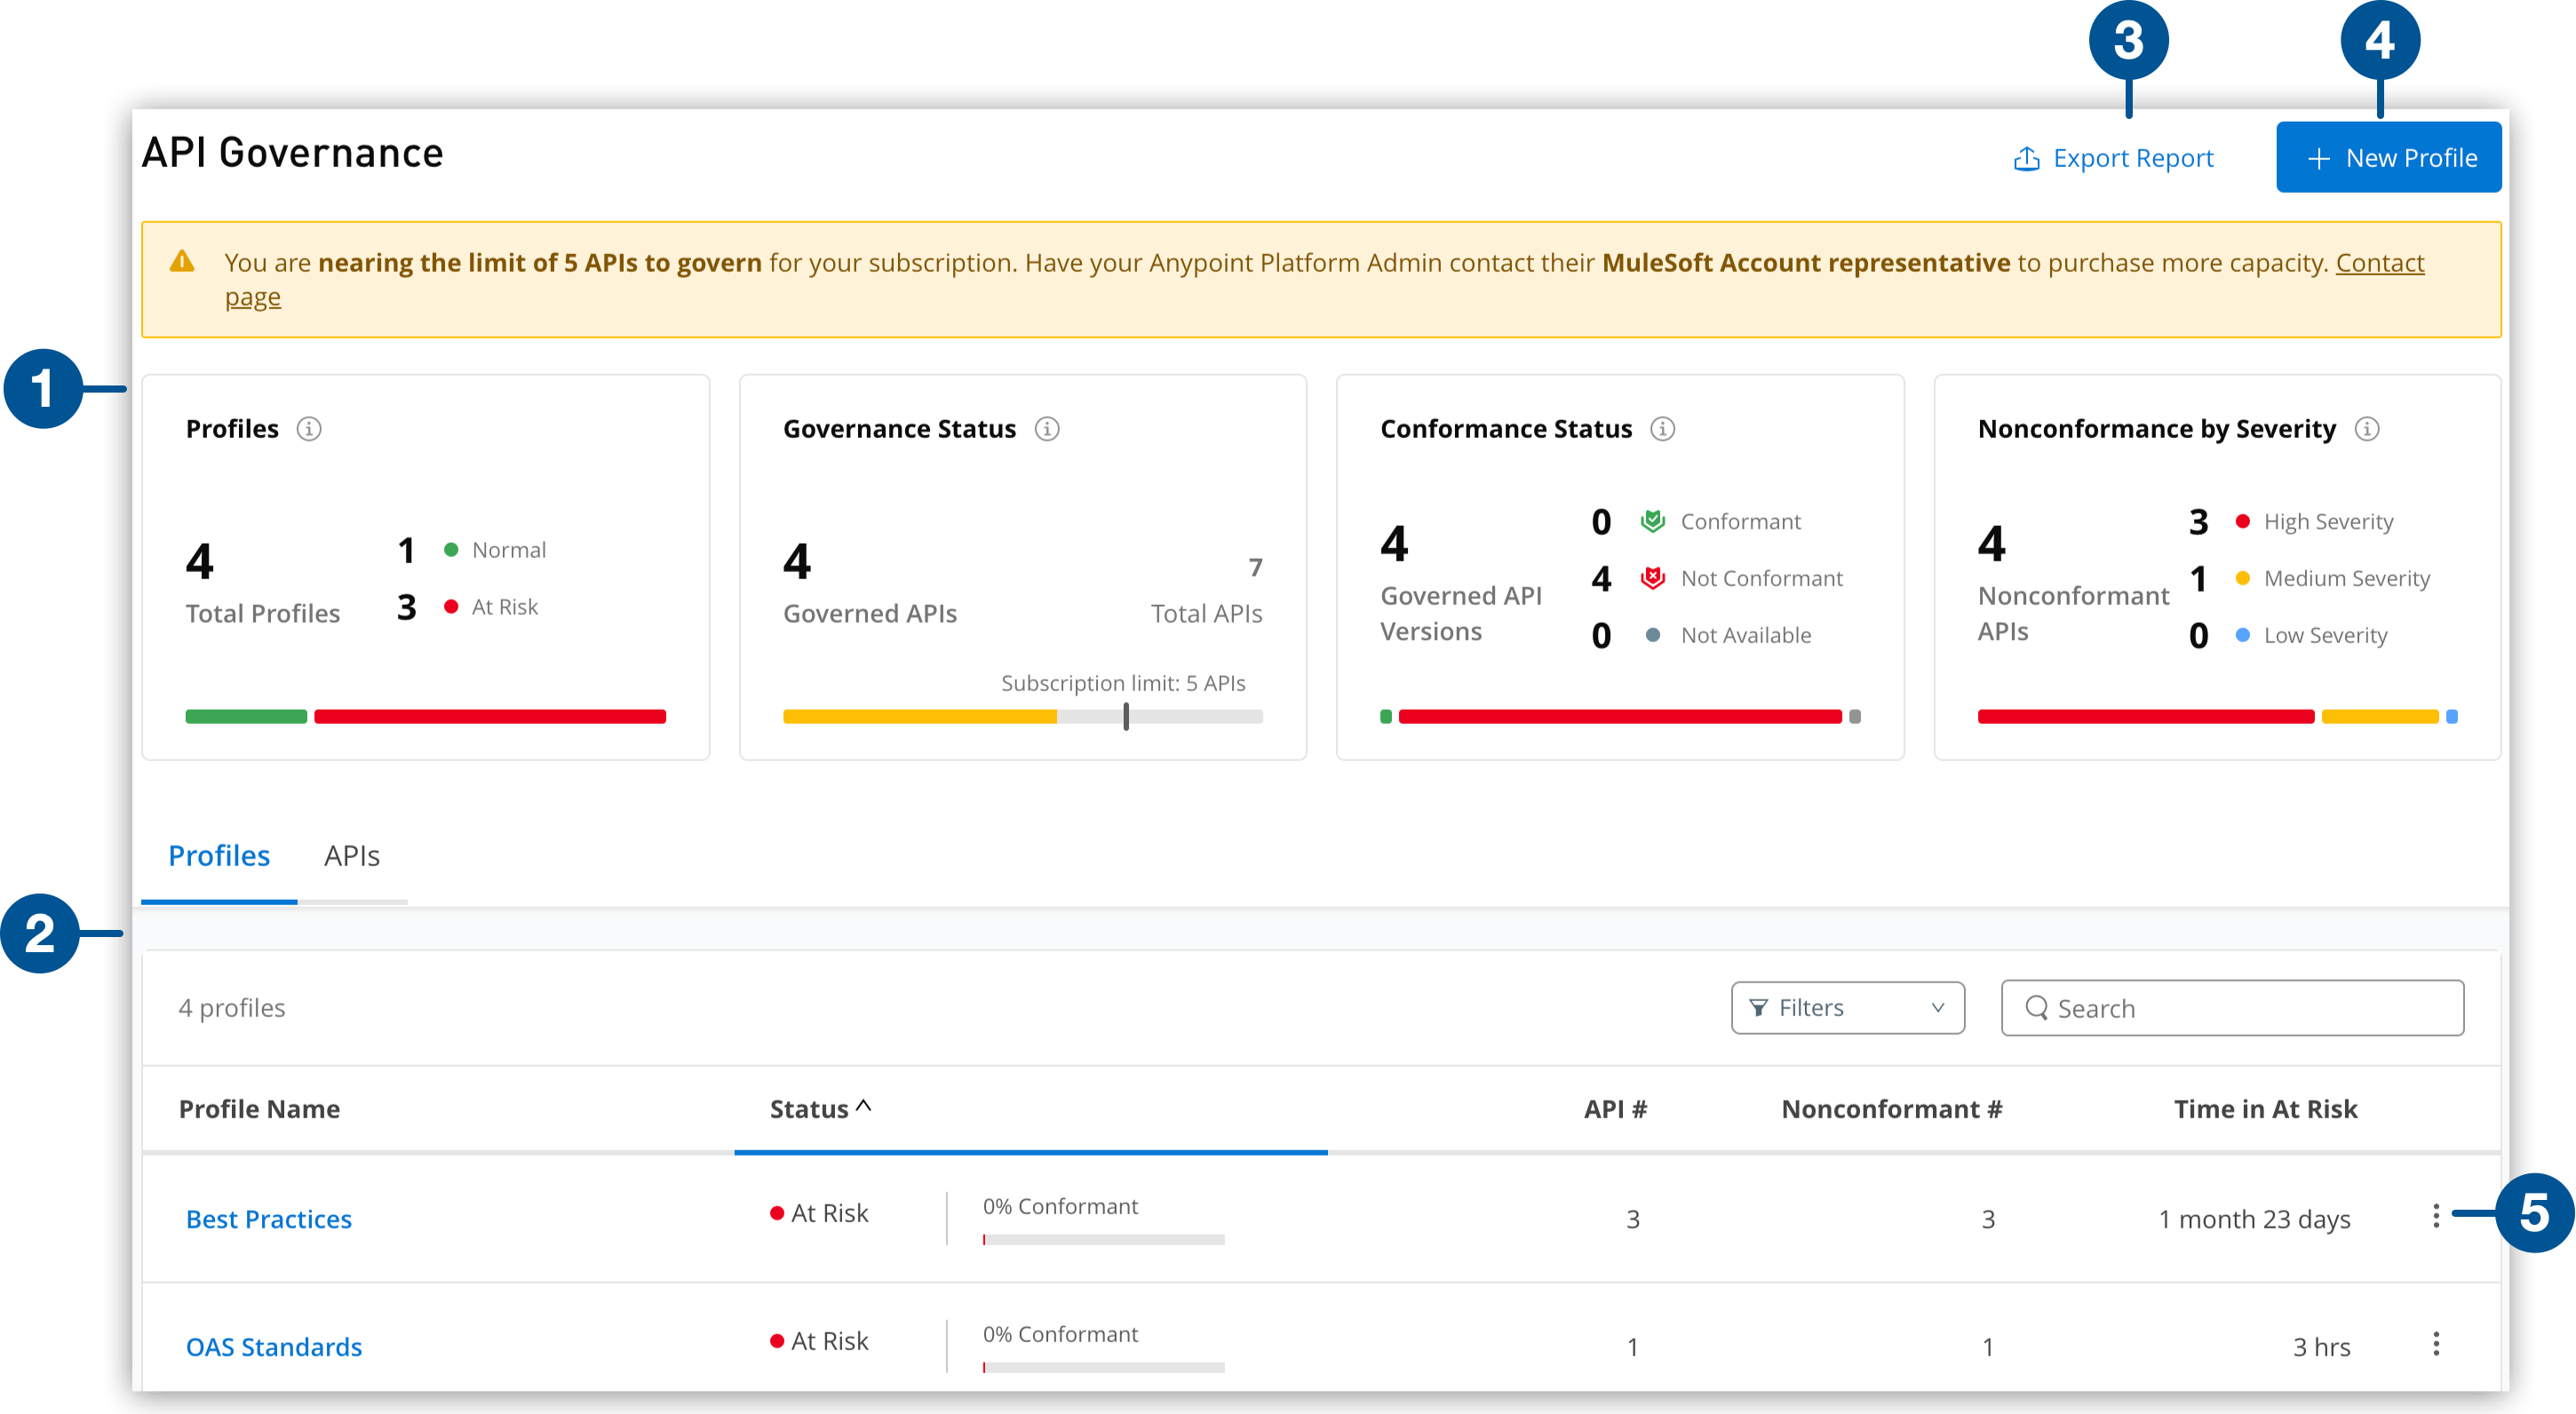 3
4
API Governance
Export Report
New Profile
You are nearing the limit of 5 APIs to govern for your subscription. Have your Anypoint Platform Admin contact their MuleSoft Account representative to purchase more capacity. Contact
page
1
Profiles
4
Total Profiles
1 Normal
3 At Risk
Governance Status
4
Governed APIs
7
Total APIs
Subscription limit: 5 APIs
Conformance Status
4
Governed API
Versions
0 Conformant
4 Not Conformant
0 Not Available
Nonconformance by Severity
4
Nonconformant
APIs
3 High Severity
1 Medium Severity
0 Low Severity
Profiles APIs
2
4 profiles
Filters
Search
Profile Name Status API # Nonconformant # Time in At Risk
Best Practices At Risk 0% Conformant 3 3 1 month 23 days
5
OAS Standards At Risk 0% Conformant 1 1 3 hrs